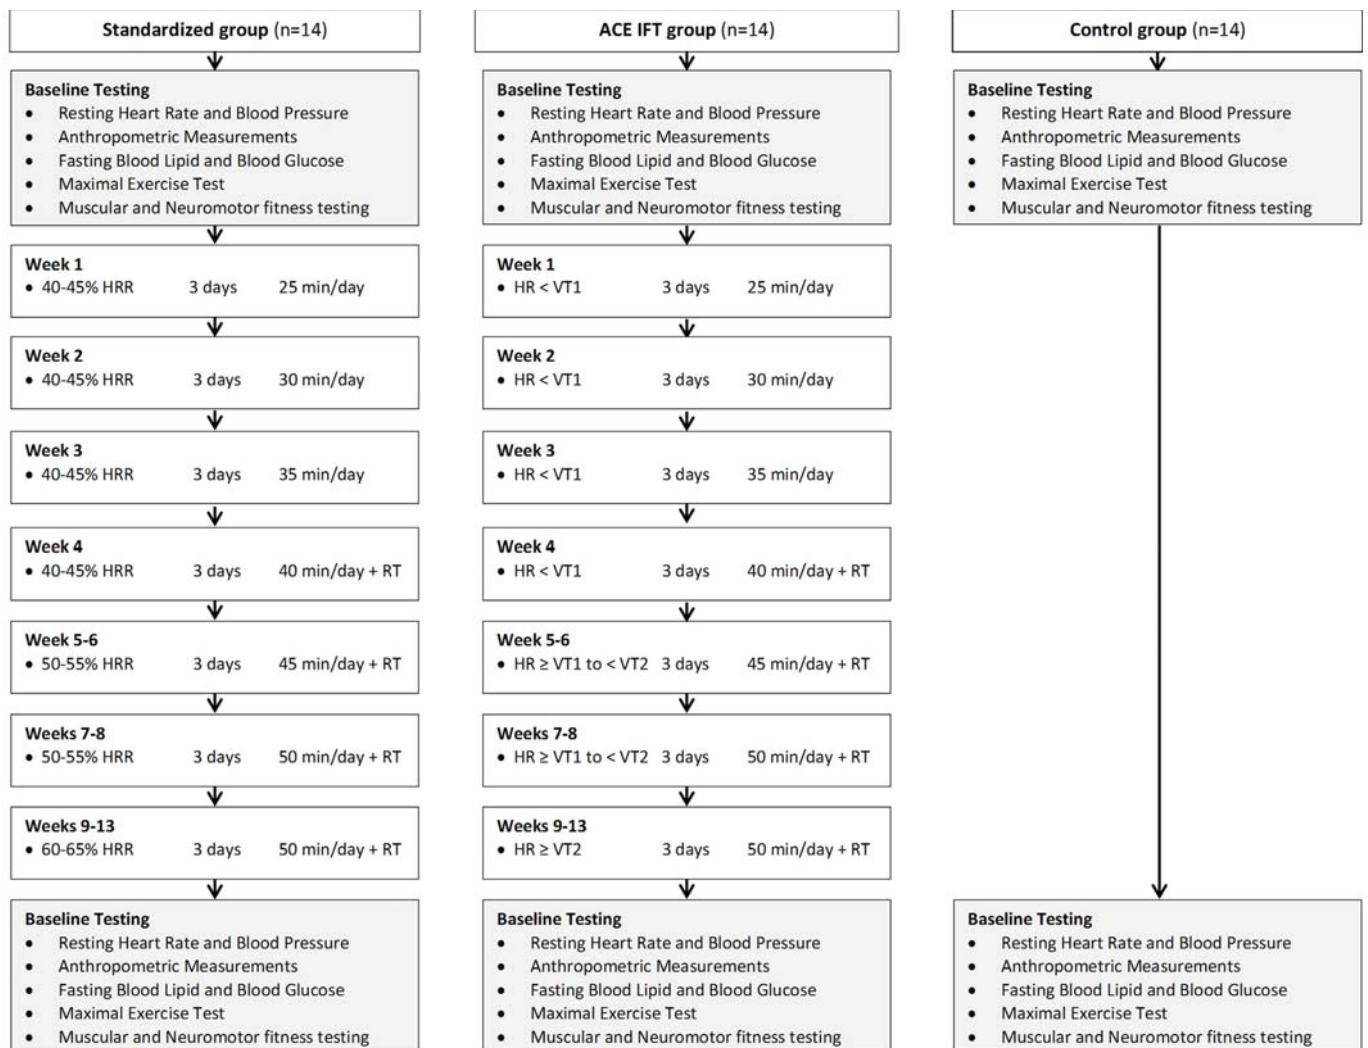 Standardized group (n=14)
Baseline Testing
• Resting Heart Rate and Blood Pressure
• Anthropometric Measurements
• Fasting Blood Lipid and Blood Glucose
• Maximal Exercise Test
• Muscular and Neuromotor fitness testing
Week 1
• 40-45% HRR 3 days 25 min/day
Week 2
• 40-45% HRR 3 days 30 min/day
Week 3
• 40-45% HRR 3 days 35 min/day
Week 4
• 40-45% HRR 3 days 40 min/day + RT
Week 5-6
• 50-55% HRR 3 days 45 min/day + RT
Weeks 7-8
• 50-55% HRR 3 days 50 min/day + RT
Weeks 9-13
• 60-65% HRR 3 days 50 min/day + RT
Baseline Testing
• Resting Heart Rate and Blood Pressure
• Anthropometric Measurements
• Fasting Blood Lipid and Blood Glucose
• Maximal Exercise Test
• Muscular and Neuromotor fitness testing
ACE IFT group (n=14)
Baseline Testing
• Resting Heart Rate and Blood Pressure
• Anthropometric Measurements
• Fasting Blood Lipid and Blood Glucose
• Maximal Exercise Test
• Muscular and Neuromotor fitness testing
Week 1
• HR < VT1 3 days 25 min/day
Week 2
• HR < VT1 3 days 30 min/day
Week 3
• HR < VT1 3 days 35 min/day
Week 4
• HR < VT1 3 days 40 min/day + RT
Week 5-6
• HR ≥ VT1 to < VT2 3 days 45 min/day + RT
Weeks 7-8
• HR ≥ VT1 to < VT2 3 days 50 min/day + RT
Weeks 9-13
• HR ≥ VT2 3 days 50 min/day + RT
Baseline Testing
• Resting Heart Rate and Blood Pressure
• Anthropometric Measurements
• Fasting Blood Lipid and Blood Glucose
• Maximal Exercise Test
• Muscular and Neuromotor fitness testing
Control group (n=14)
Baseline Testing
• Resting Heart Rate and Blood Pressure
• Anthropometric Measurements
• Fasting Blood Lipid and Blood Glucose
• Maximal Exercise Test
• Muscular and Neuromotor fitness testing
Baseline Testing
• Resting Heart Rate and Blood Pressure
• Anthropometric Measurements
• Fasting Blood Lipid and Blood Glucose
• Maximal Exercise Test
• Muscular and Neuromotor fitness testing